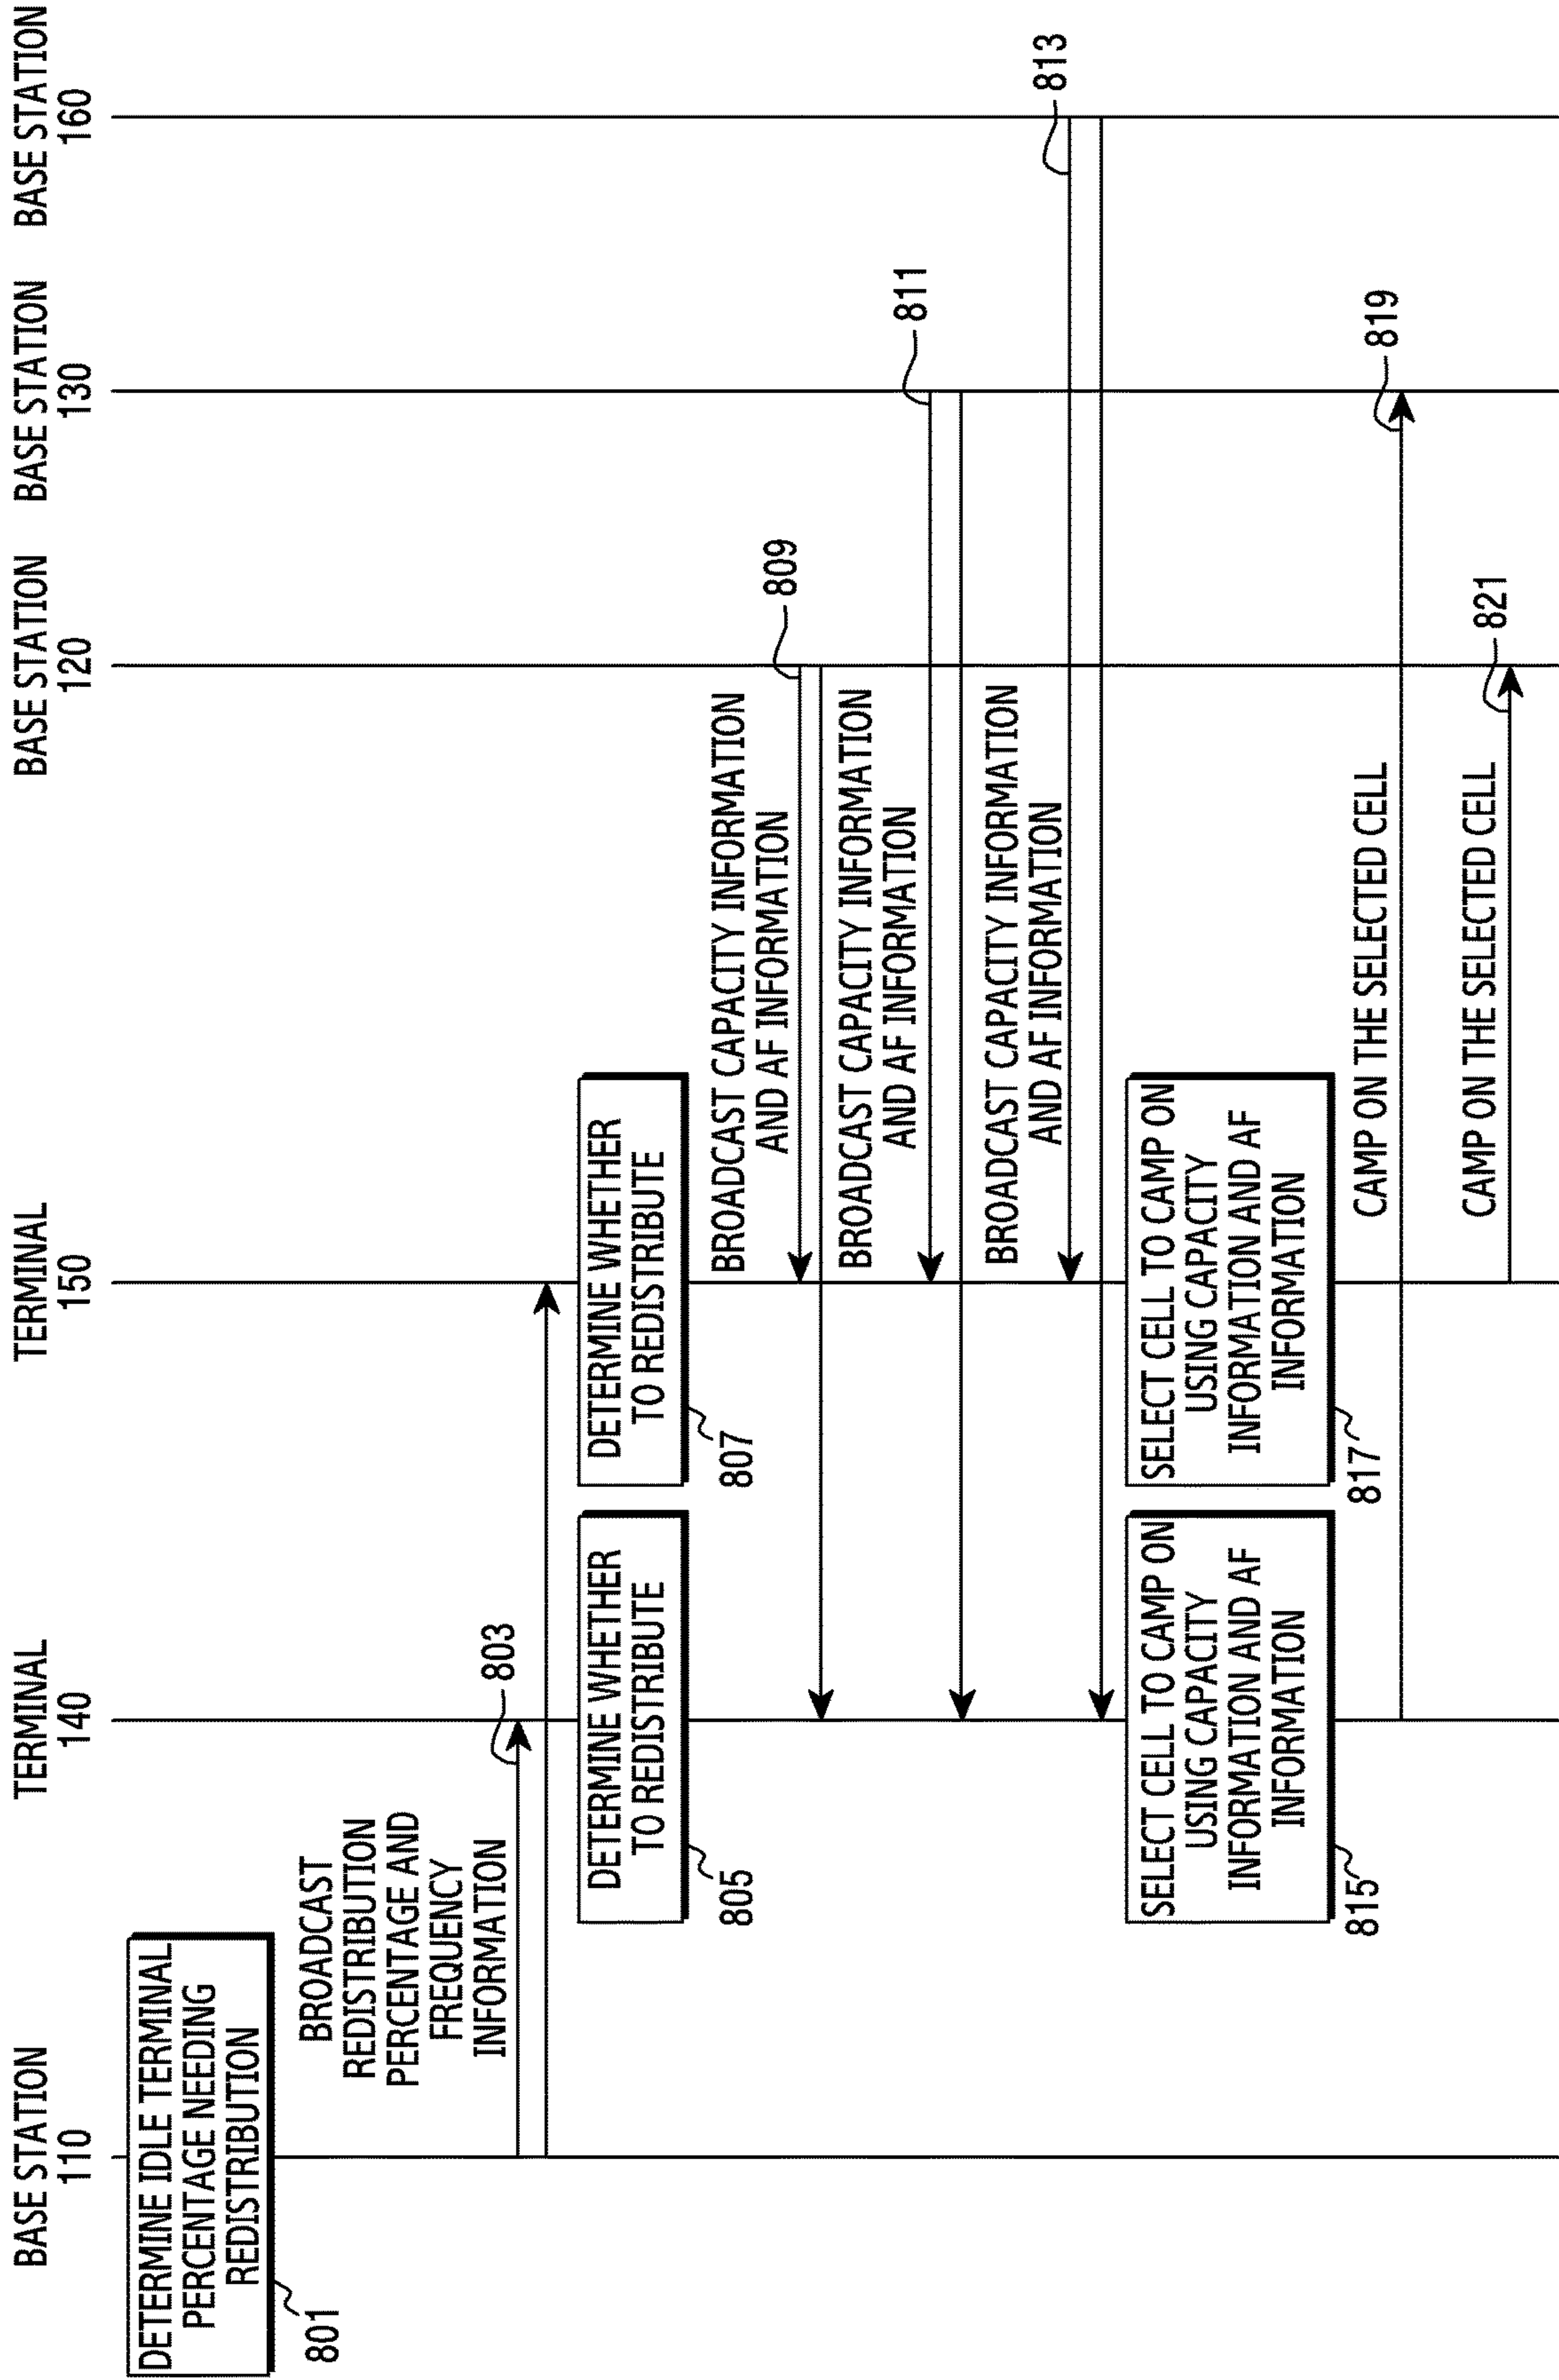 BASE STATION
110
TERMINAL
140
TERMINAL
150
BASE STATION
120
BASE STATION
130
BASE STATION
160
DETERMINE IDLE TERMINAL
PERCENTAGE NEEDING
REDISTRIBUTION
801
BROADCAST
REDISTRIBUTION
PERCENTAGE AND
FREQUENCY
INFORMATION
803
DETERMINE WHETHER
TO REDISTRIBUTE
805
DETERMINE WHETHER
TO REDISTRIBUTE
807
BROADCAST CAPACITY INFORMATION
AND AF INFORMATION
809
BROADCAST CAPACITY INFORMATION
AND AF INFORMATION
811
BROADCAST CAPACITY INFORMATION
AND AF INFORMATION
813
SELECT CELL TO CAMP ON
USING CAPACITY
INFORMATION AND AF
INFORMATION
815
SELECT CELL TO CAMP ON
USING CAPACITY
INFORMATION AND AF
INFORMATION
817
CAMP ON THE SELECTED CELL
819
CAMP ON THE SELECTED CELL
821